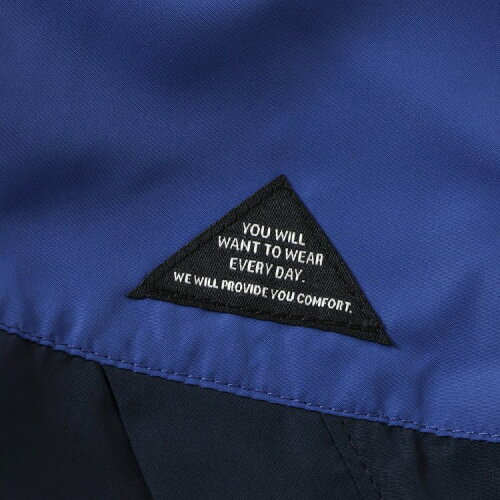 YOU WILL
WANT TO WEAR
EVERY DAY.
WE WILL PROVIDE YOU COMFORT.